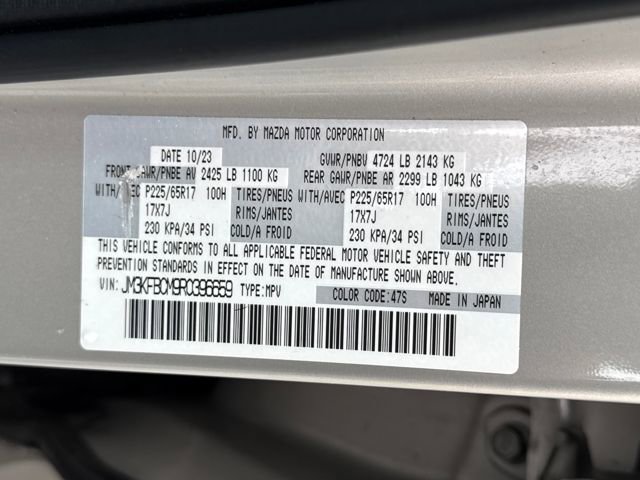 MFD. BY MAZDA MOTOR CORPORATION
DATE 10/23 GVWR/PNBV 4724 LB 2143 KG
FRONT GAWR/PNBE AV 2425 LB 1100 KG REAR GAWR/PNBE AR 2299 LB 1043 KG
WITH/AVEC P225/65R17 100H TIRES/PNEUS WITH/AVEC P225/65R17 100H TIRES/PNEUS
17X7J RIMS/JANTES 17X7J RIMS/JANTES
230 KPA/34 PSI COLD/A FROID 230 KPA/34 PSI COLD/A FROID
THIS VEHICLE CONFORMS TO ALL APPLICABLE FEDERAL MOTOR VEHICLE SAFETY AND THEFT
PREVENTION STANDARDS IN EFFECT ON THE DATE OF MANUFACTURE SHOWN ABOVE.
VIN: JM3KFBCM9R0396659 TYPE:MPV COLOR CODE:47S MADE IN JAPAN